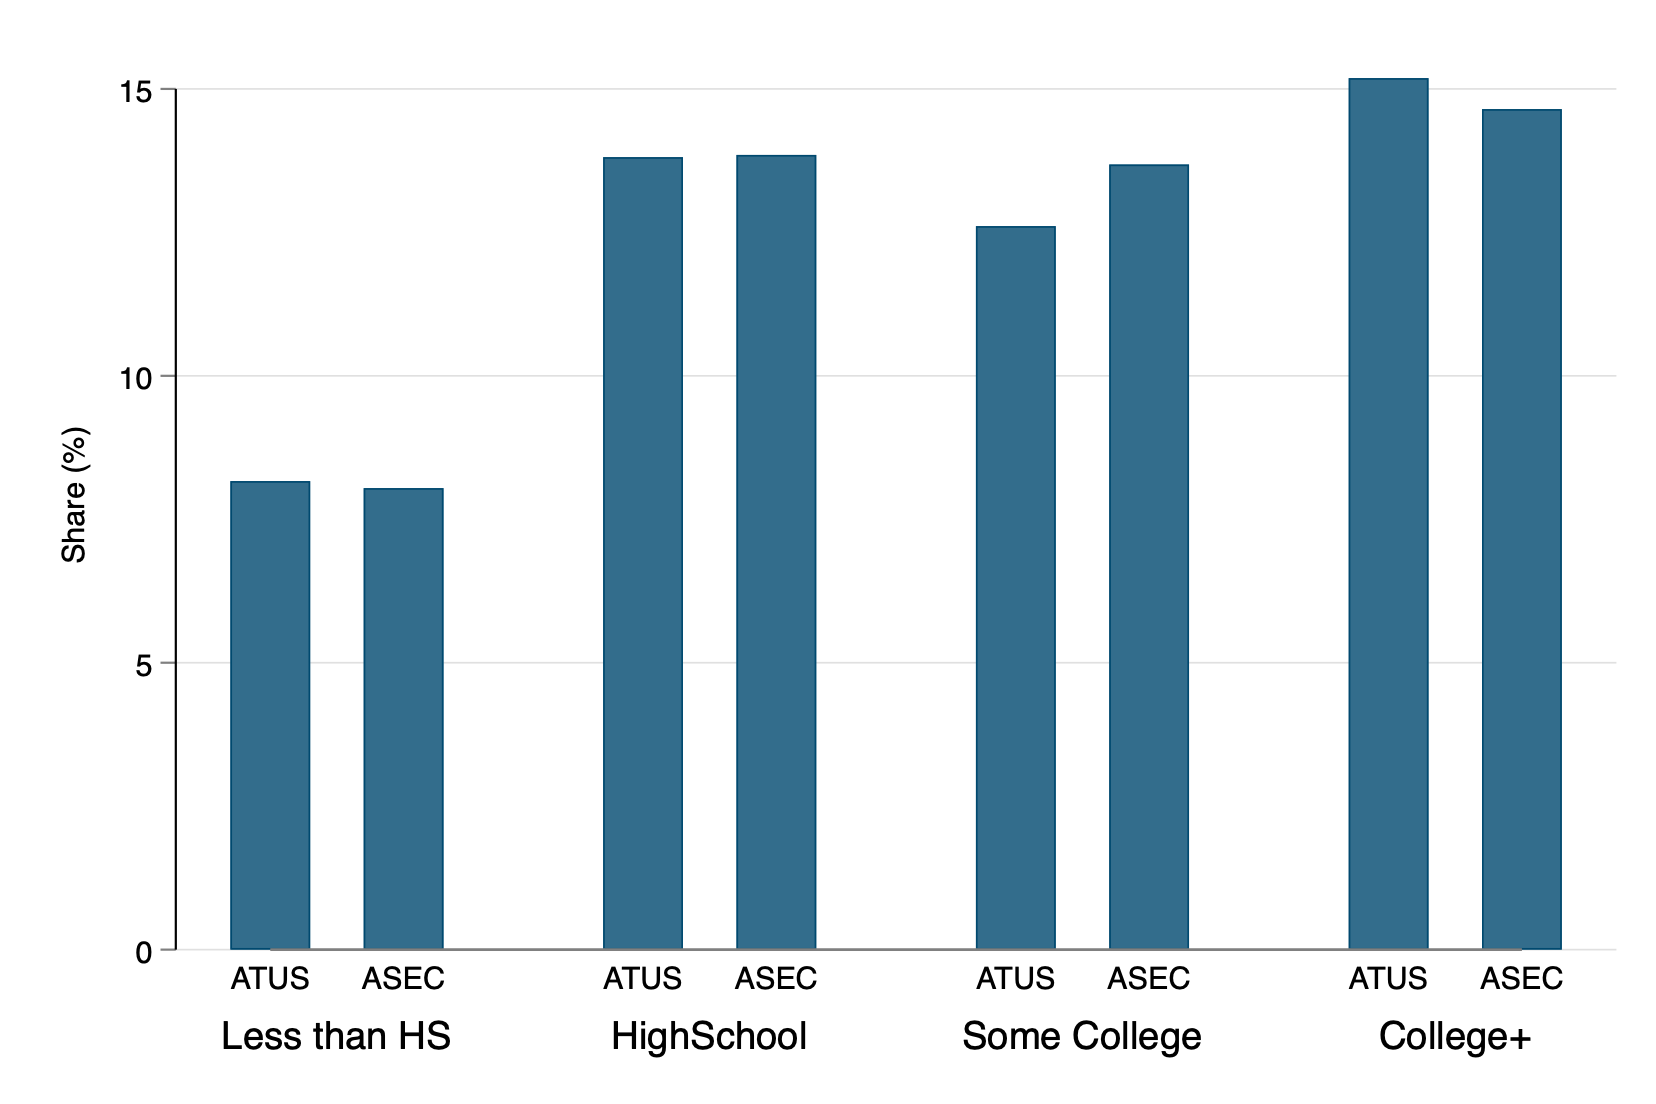 15
10
5
0
Share (%)
ATUS ASEC ATUS ASEC ATUS ASEC ATUS ASEC
Less than HS HighSchool Some College College+